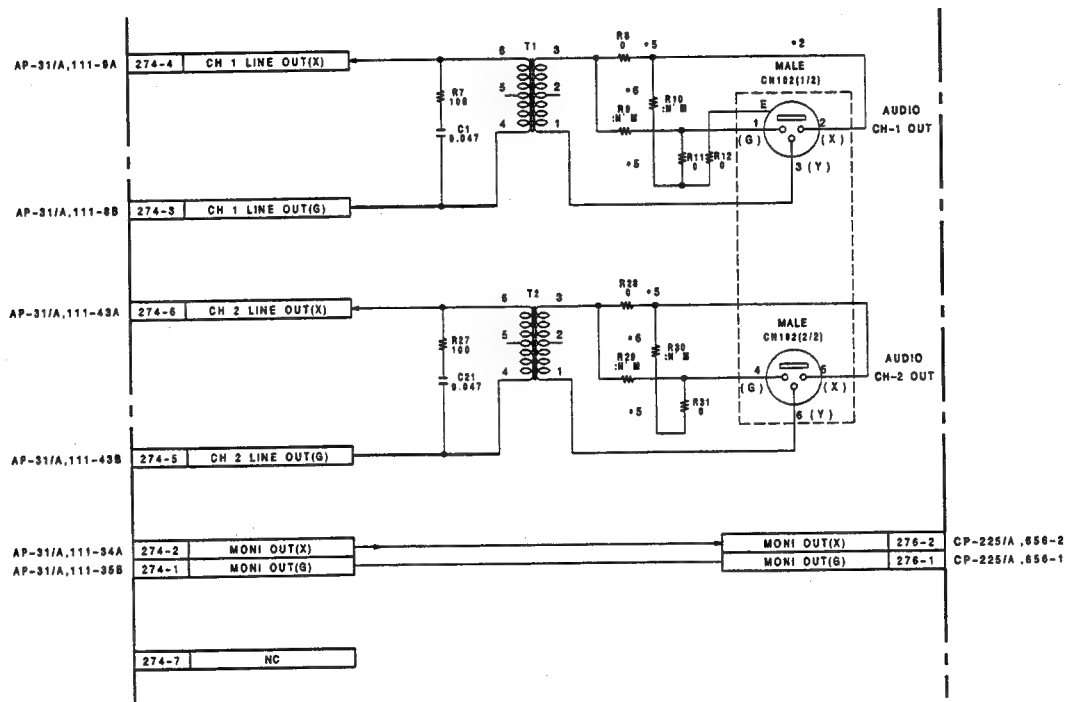 AP-31/A,111-9A 274-4 CH 1 LINE OUT(X)
R7
100
C1
0.047
T1
6 3
5 2
4 1
R8
0
*5
*2
*6
R9
:N'M
R10
:N'M
*5
R11
0
R12
0
MALE
CN102(1/2)
E
1 2
(G) (X)
3 (Y)
AUDIO
CH-1 OUT
AP-31/A,111-8B 274-3 CH 1 LINE OUT(G)
AP-31/A,111-43A 274-6 CH 2 LINE OUT(X)
R27
100
C21
0.047
T2
6 3
5 2
4 1
R28
0
*5
*6
R29
:N'M
R30
:N'M
*5
R31
0
MALE
CN102(2/2)
4 5
(G) (X)
6 (Y)
AUDIO
CH-2 OUT
AP-31/A,111-43B 274-5 CH 2 LINE OUT(G)
AP-31/A,111-34A 274-2 MONI OUT(X) MONI OUT(X) 276-2 CP-225/A ,656-2
AP-31/A,111-35B 274-1 MONI OUT(G) MONI OUT(G) 276-1 CP-225/A ,656-1
274-7 NC